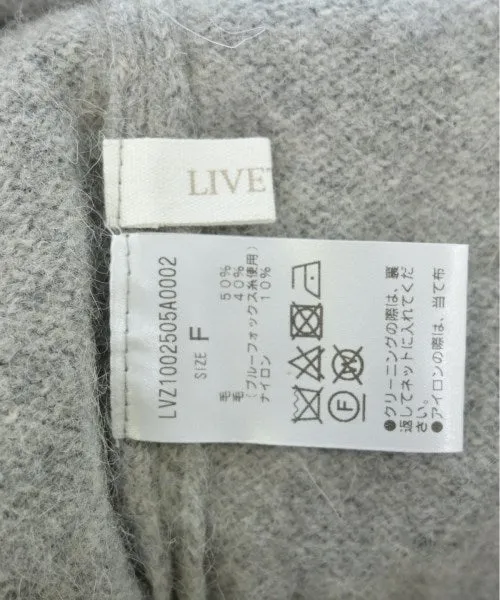 LIVE
LVZ1002505A0002
SIZE F
毛 50%
毛 40%
[ブルーフォックス糸使用]
ナイロン 10%
F
●クリーニングの際は、裏
返してネットに入れてくだ
さい。
●アイロンの際は、当て布